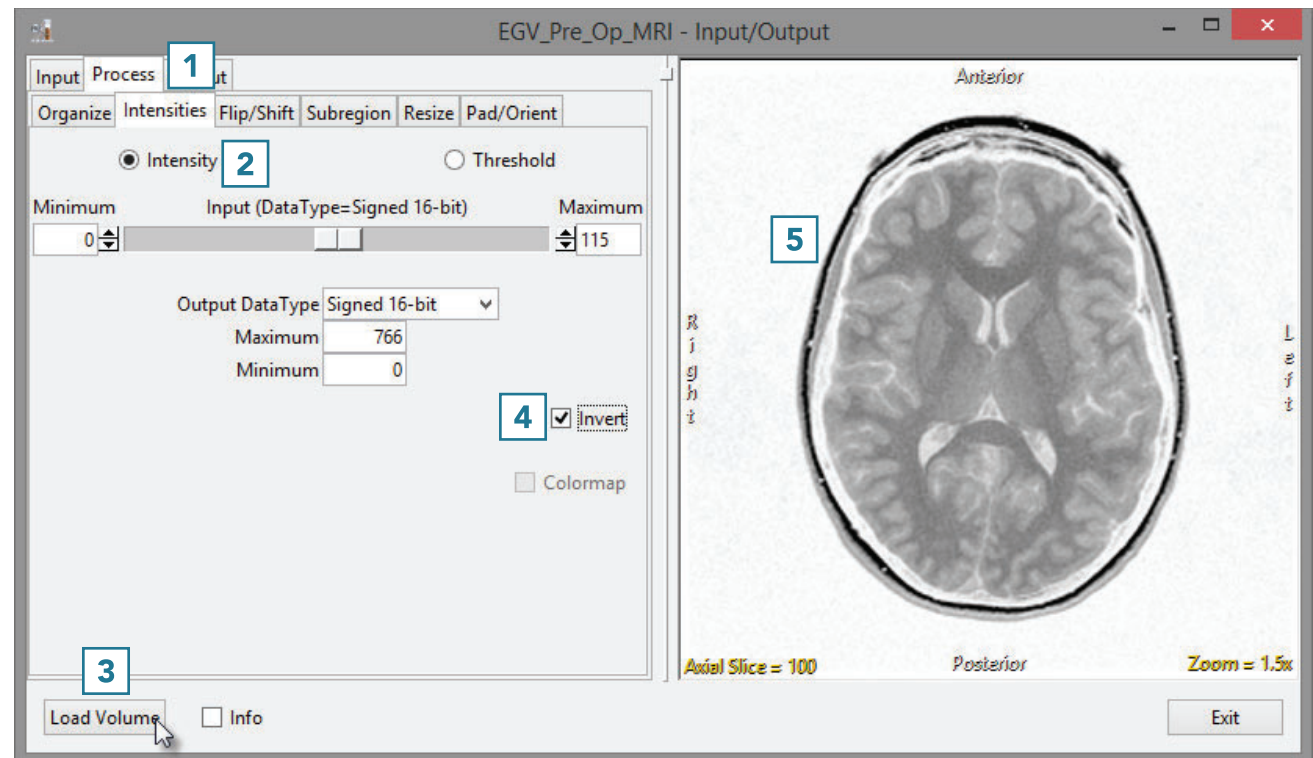 EGV_Pre_Op_MRI - Input/Output
Input Process 1 ut
Organize Intensities Flip/Shift Subregion Resize Pad/Orient
Intensity 2 Threshold
Minimum Input (DataType=Signed 16-bit) Maximum
0 115
Output DataType Signed 16-bit
Maximum 766
Minimum 0
4 Invert
Colormap
3
Load Volume Info
Anterior
5
Right
Left
Axial Slice = 100 Posterior Zoom = 1.5x
Exit